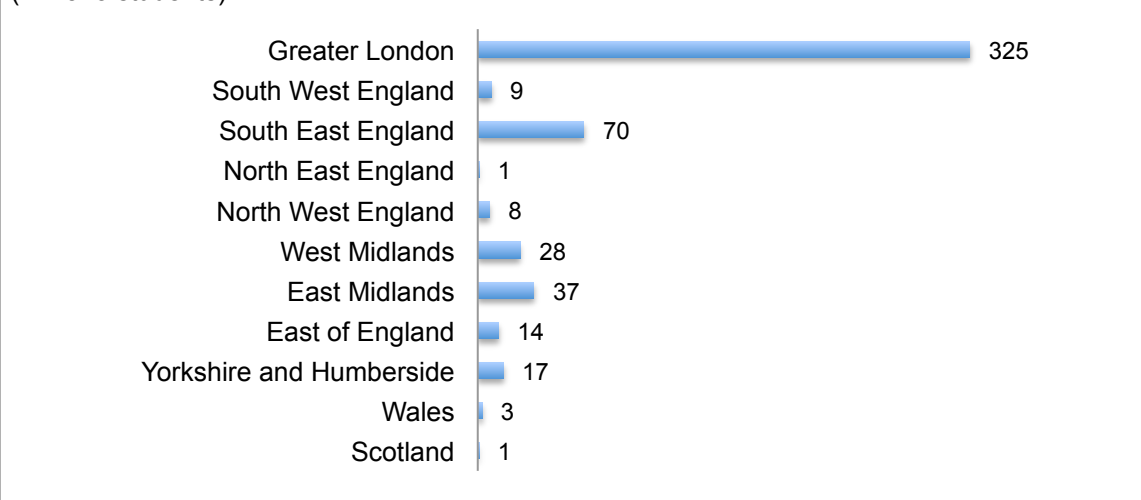 Greater London 325
South West England 9
South East England 70
North East England 1
North West England 8
West Midlands 28
East Midlands 37
East of England 14
Yorkshire and Humberside 17
Wales 3
Scotland 1